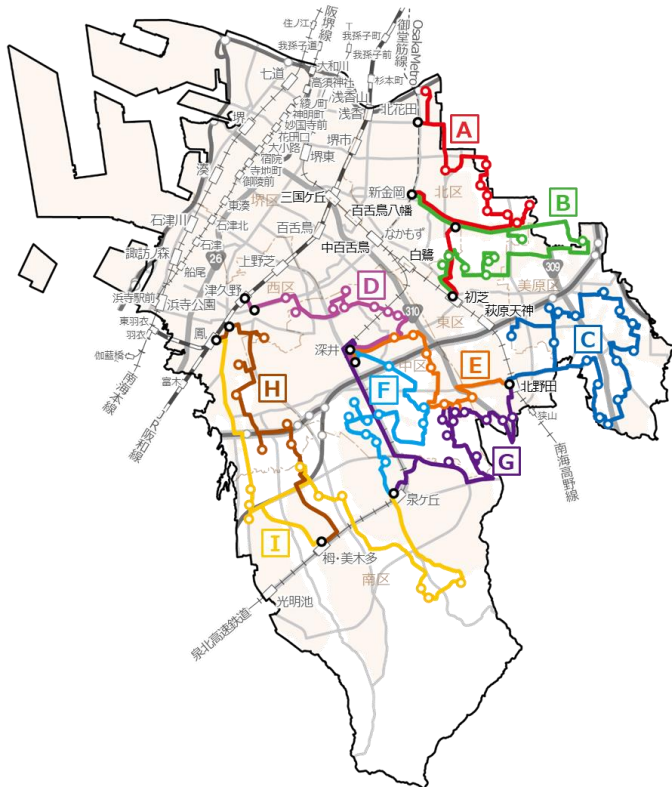 住ノ江
阪堺線
我孫子町
御堂筋線
Osaka Metro
我孫子道
我孫子前
大和川
杉本町
七道
高須神社
浅香山
綾ノ町
神明町
浅香
北花田
堺
妙国寺前
花田口
堺市
A
大小路
堺東
宿院
寺地町
湊
御陵前
三国ケ丘
新金岡
北区
東湊
堺区
百舌鳥八幡
B
石津川
石津北
百舌鳥
なかもず
石津
中百舌鳥
白鷺
諏訪ノ森
26
上野芝
309
船尾
西区
美原区
津久野
D
初芝
浜寺駅前
浜寺公園
310
萩原天神
東羽衣
鳳
東区
C
羽衣
深井
伽藍橋
中区
E
富木
F
北野田
H
狭山
南海本線
JR阪和線
G
南海高野線
泉ケ丘
I
栂・美木多
南区
光明池
泉北高速鉄道